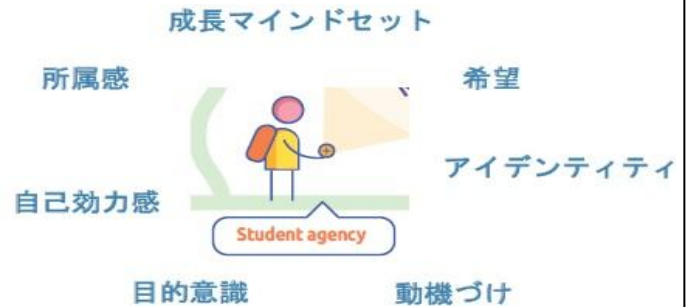 成長マインドセット
所属感
希望
アイデンティティ
自己効力感
Student agency
目的意識
動機づけ